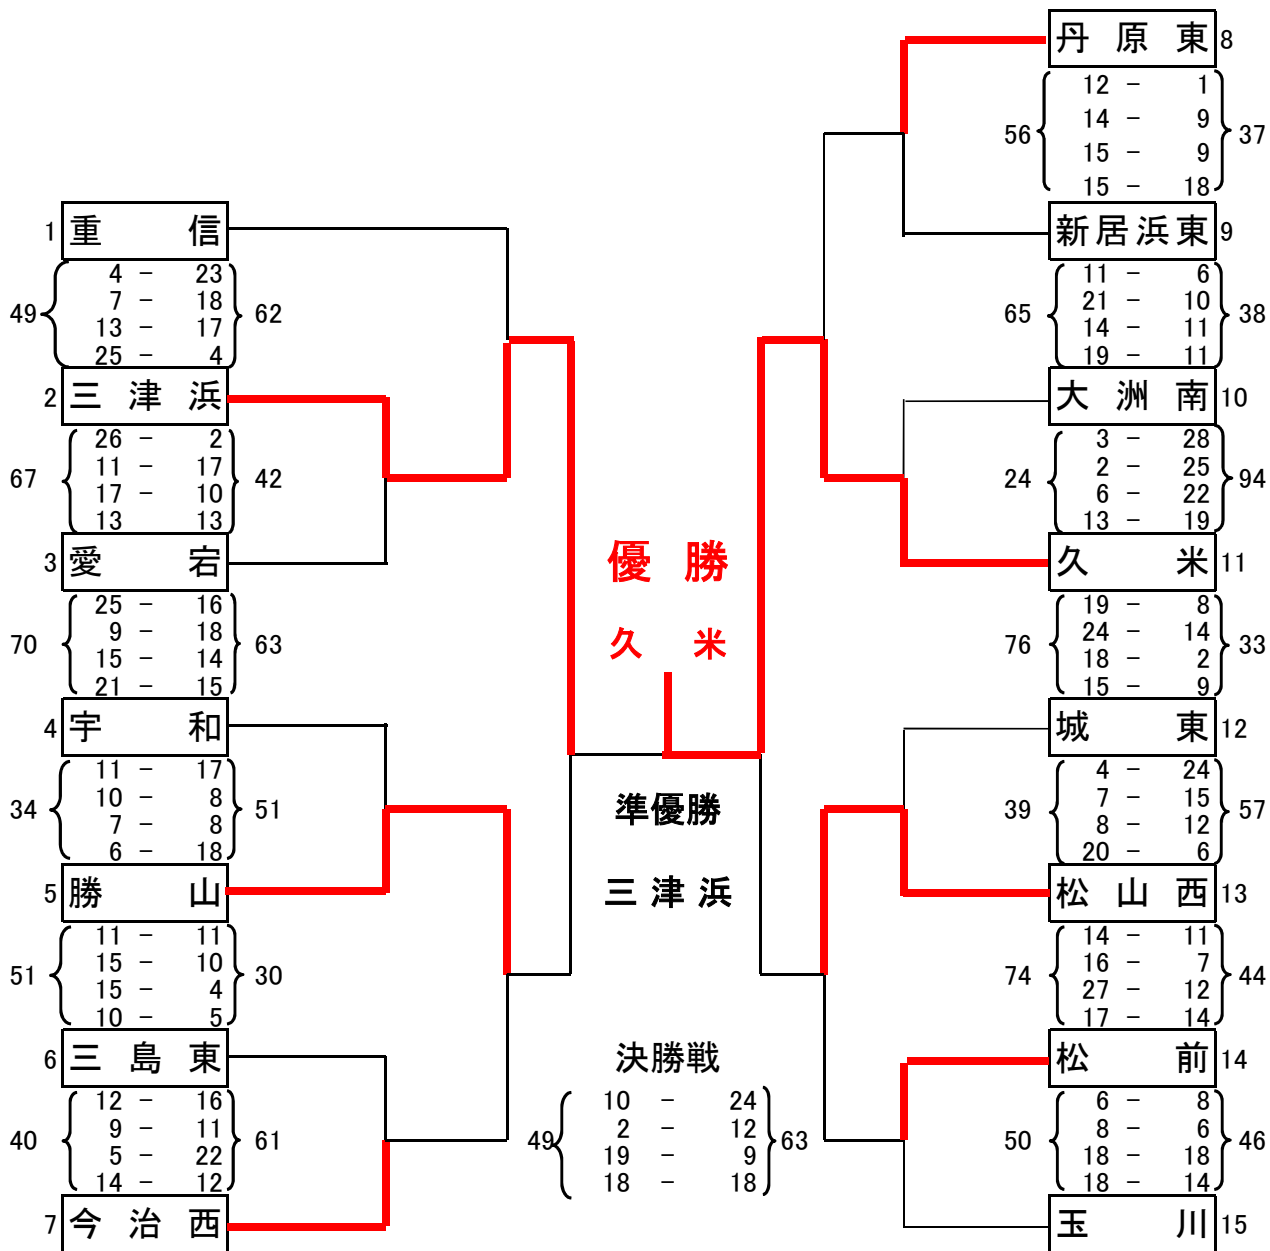 丹原東 8
12 - 1
14 - 9
56 37
15 - 9
15 - 18
1 重信
新居浜東 9
4 - 23
7 - 18
49 62
13 - 17
25 - 4
11 - 6
21 - 10
65 38
14 - 11
19 - 11
2 三津浜
大洲南 10
26 - 2
11 - 17
67 42
17 - 10
13 13
3 - 28
2 - 25
24 94
6 - 22
13 - 19
3 愛宕
優勝
久米 11
25 - 16
9 - 18
70 63
15 - 14
21 - 15
久米
19 - 8
24 - 14
76 33
18 - 2
15 - 9
4 宇和
城東 12
11 - 17
10 - 8
34 51
7 - 8
6 - 18
準優勝
4 - 24
7 - 15
39 57
8 - 12
20 - 6
5 勝山
三津浜
松山西 13
11 - 11
15 - 10
51 30
15 - 4
10 - 5
14 - 11
16 - 7
74 44
27 - 12
17 - 14
6 三島東
決勝戦
松前 14
12 - 16
9 - 11
40 61
5 - 22
14 - 12
10 - 24
2 - 12
49 63
19 - 9
18 - 18
6 - 8
8 - 6
50 46
18 - 18
18 - 14
7 今治西
玉川 15